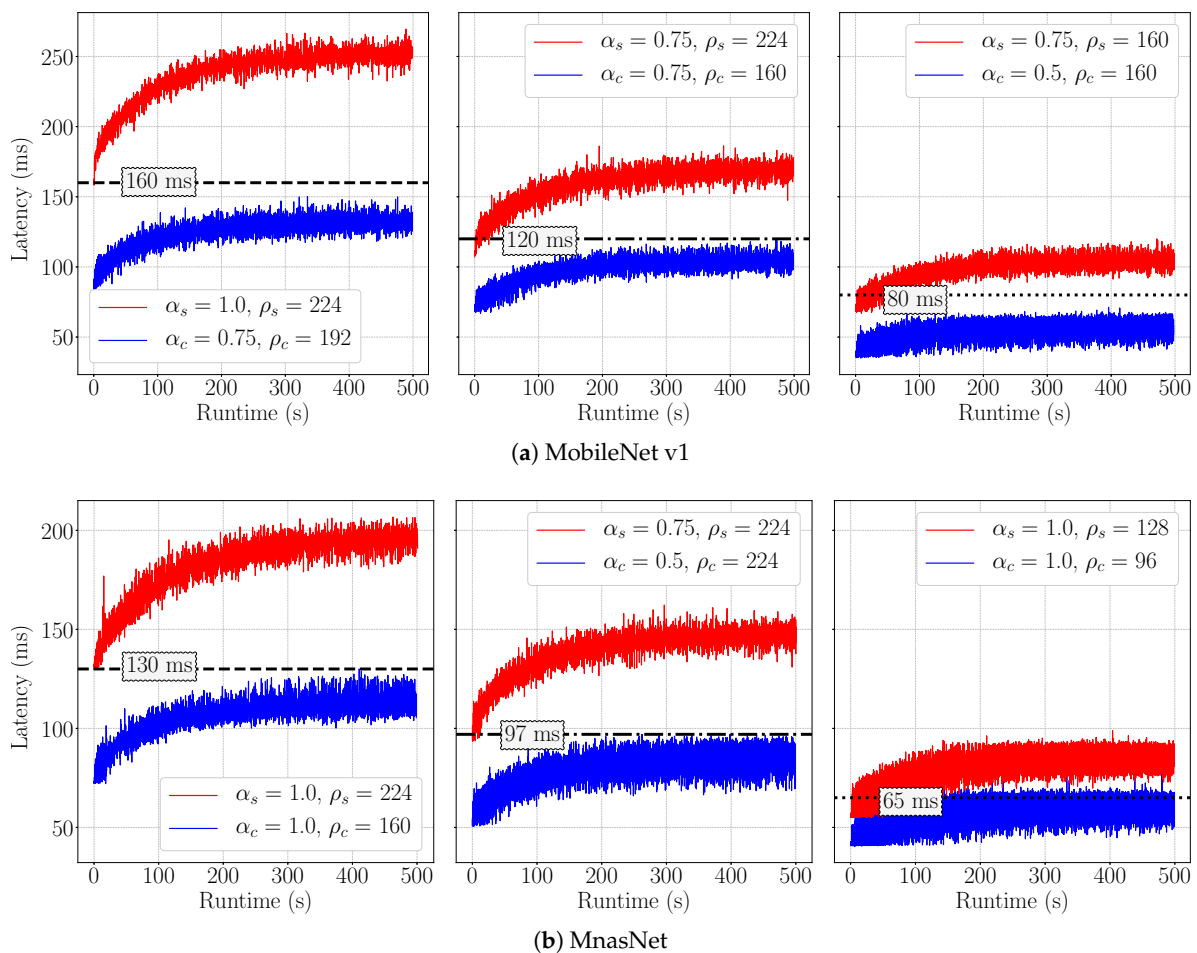 250
200
150
100
50
Latency (ms)
160 ms
α_s = 1.0, ρ_s = 224
α_c = 0.75, ρ_c = 192
0 100 200 300 400 500
Runtime (s)
α_s = 0.75, ρ_s = 224
α_c = 0.75, ρ_c = 160
120 ms
0 100 200 300 400 500
Runtime (s)
α_s = 0.75, ρ_s = 160
α_c = 0.5, ρ_c = 160
80 ms
0 100 200 300 400 500
Runtime (s)
(a) MobileNet v1
200
150
100
50
Latency (ms)
130 ms
α_s = 1.0, ρ_s = 224
α_c = 1.0, ρ_c = 160
0 100 200 300 400 500
Runtime (s)
α_s = 0.75, ρ_s = 224
α_c = 0.5, ρ_c = 224
97 ms
0 100 200 300 400 500
Runtime (s)
α_s = 1.0, ρ_s = 128
α_c = 1.0, ρ_c = 96
65 ms
0 100 200 300 400 500
Runtime (s)
(b) MnasNet